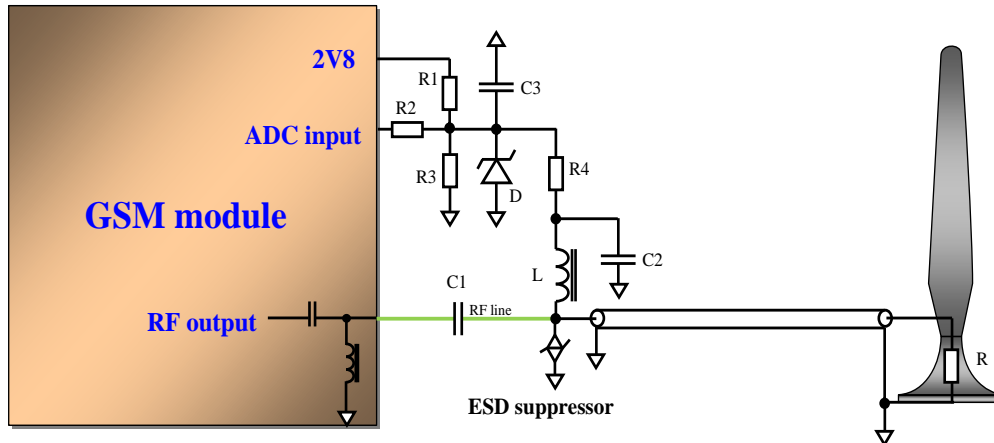 2V8
R1
C3
R2
ADC input
R3
D
R4
GSM module
L
C2
C1
RF output
RF line
R
ESD suppressor